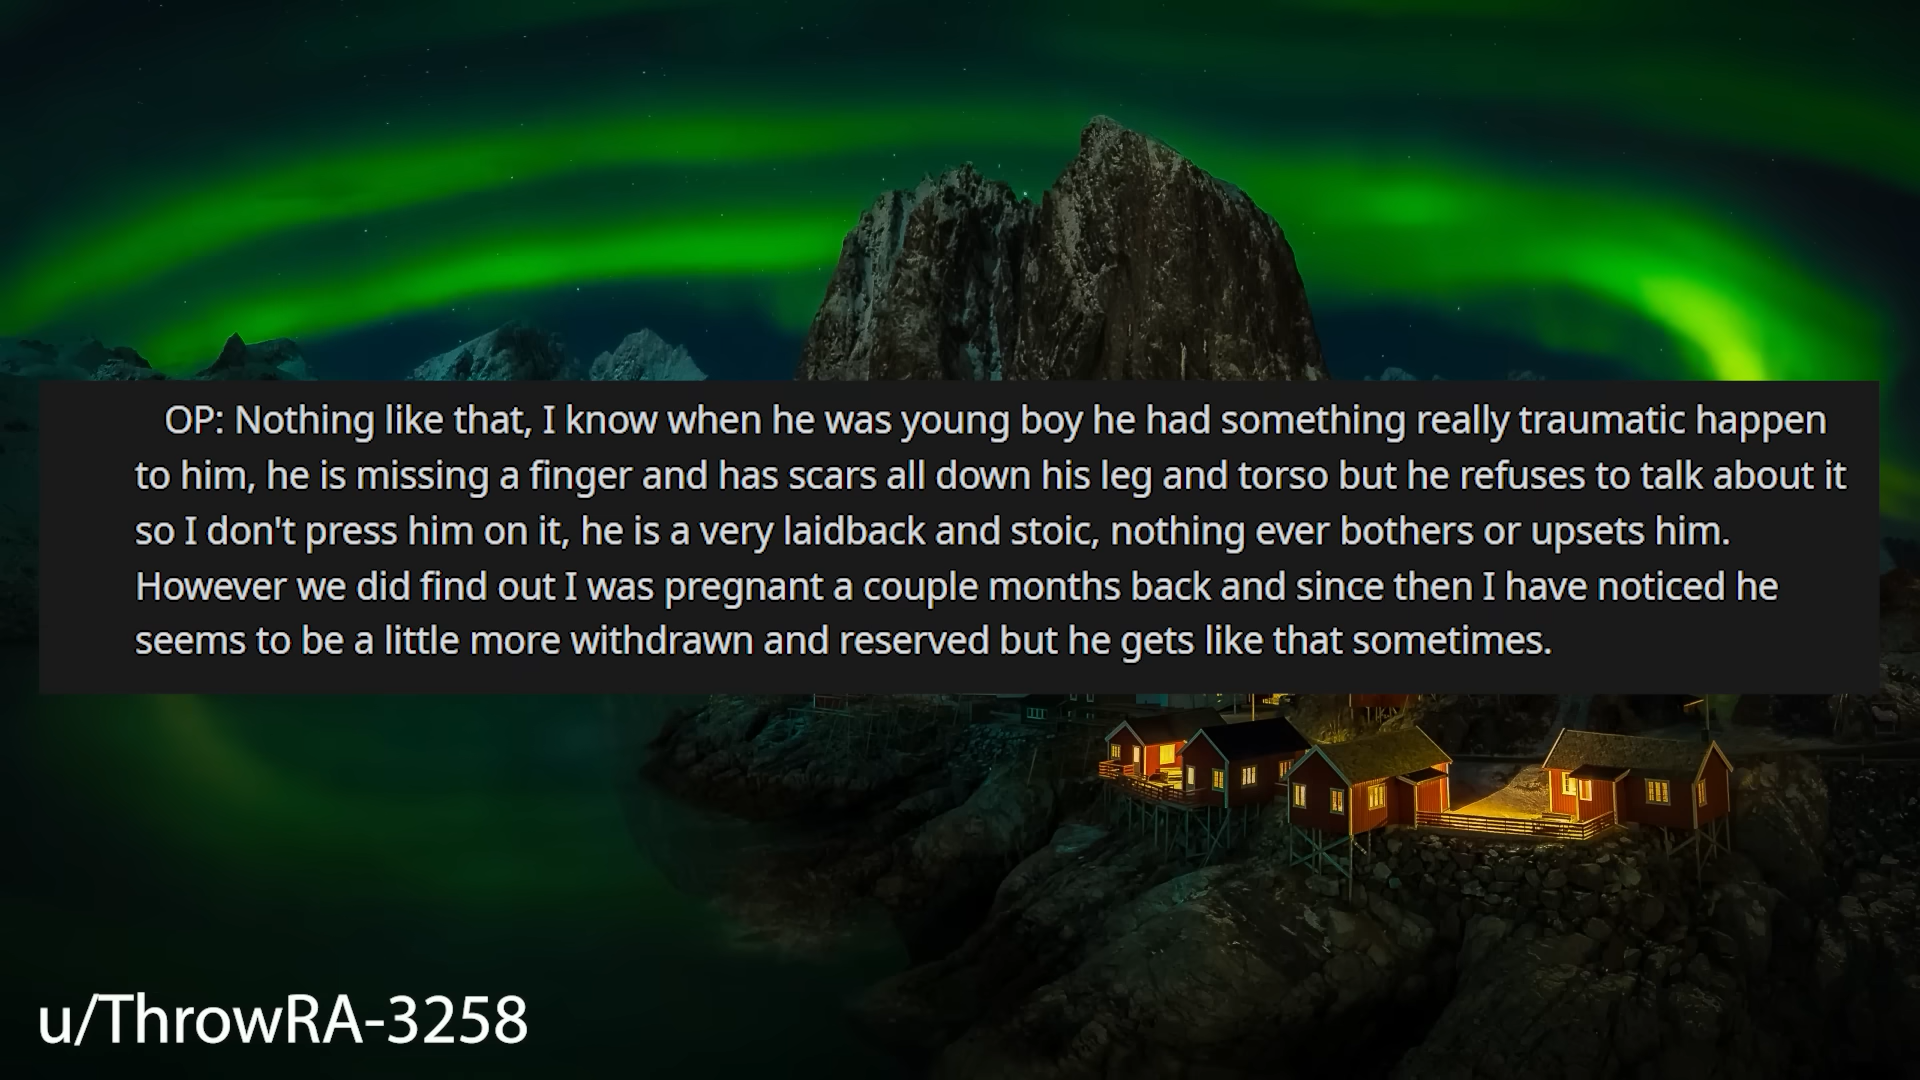 OP: Nothing like that, I know when he was young boy he had something really traumatic happen
to him, he is missing a finger and has scars all down his leg and torso but he refuses to talk about it
so I don't press him on it, he is a very laidback and stoic, nothing ever bothers or upsets him.
However we did find out I was pregnant a couple months back and since then I have noticed he
seems to be a little more withdrawn and reserved but he gets like that sometimes.
u/ThrowRA-3258